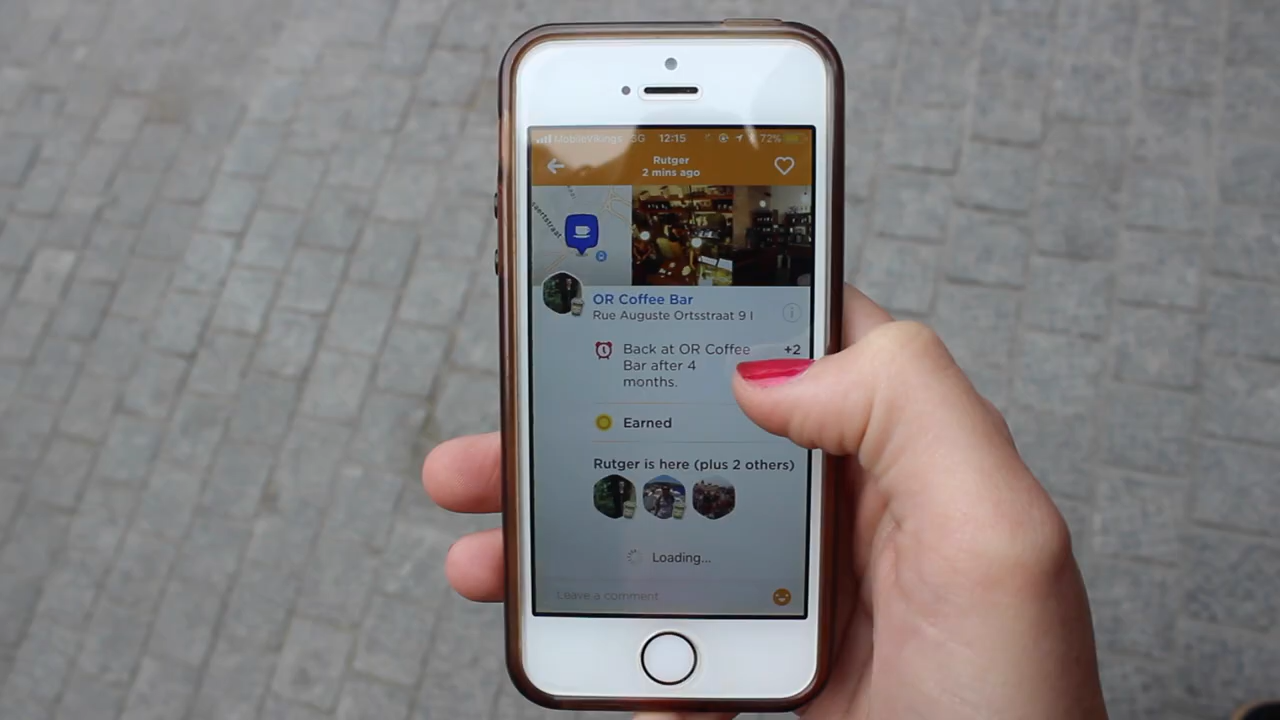 MobileVikings 3G 12:15 72%
Rutger
2 mins ago
OR Coffee Bar
Rue Auguste Ortsstraat 9 I
Back at OR Coffee +2
Bar after 4
months.
Earned
Rutger is here (plus 2 others)
Loading...
Leave a comment